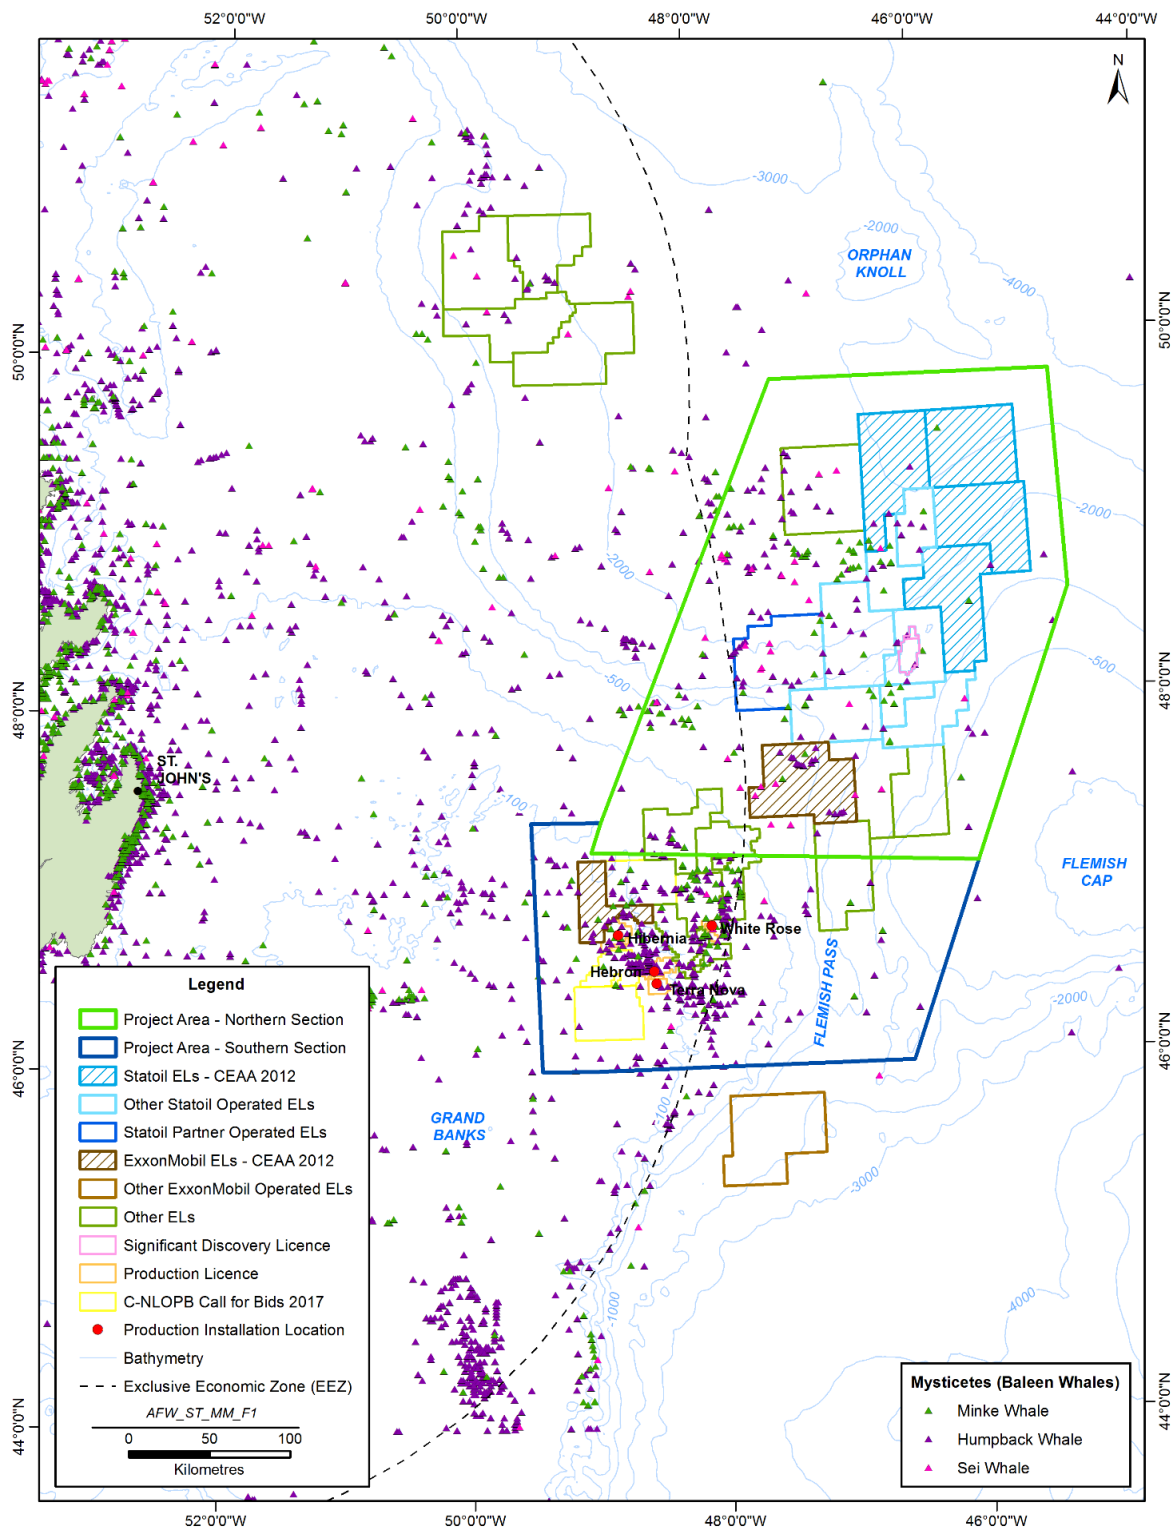 52°0'0"W 50°0'0"W 48°0'0"W 46°0'0"W 44°0'0"W
N
-3000
-2000
ORPHAN
KNOLL
-4000
50°0'0"N
50°0'0"N
-2000
-2000
-500
-500
48°0'0"N
48°0'0"N
ST.
JOHN'S
-100
FLEMISH
CAP
White Rose
Hibernia
Hebron
Terra Nova
FLEMISH PASS
-2000
46°0'0"N
46°0'0"N
-100
GRAND
BANKS
-3000
-1000
-4000
44°0'0"N
44°0'0"N
Legend
Project Area - Northern Section
Project Area - Southern Section
Statoil ELs - CEAA 2012
Other Statoil Operated ELs
Statoil Partner Operated ELs
ExxonMobil ELs - CEAA 2012
Other ExxonMobil Operated ELs
Other ELs
Significant Discovery Licence
Production Licence
C-NLOPB Call for Bids 2017
Production Installation Location
Bathymetry
Exclusive Economic Zone (EEZ)
AFW_ST_MM_F1
0 50 100
Kilometres
Mysticetes (Baleen Whales)
Minke Whale
Humpback Whale
Sei Whale
52°0'0"W 50°0'0"W 48°0'0"W 46°0'0"W